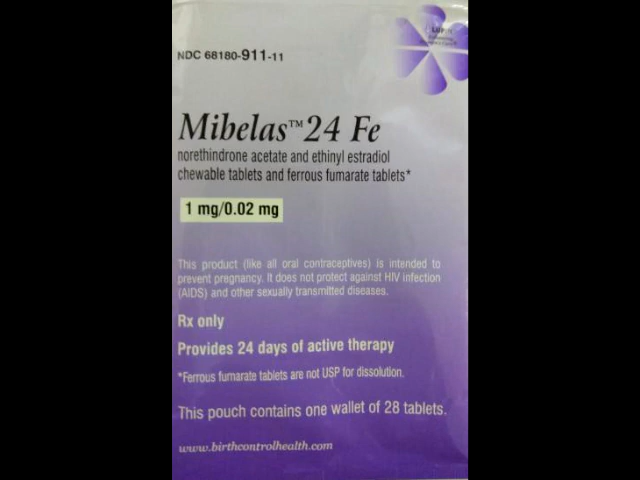 LUPIN
NDC 68180-911-11
Mibelas™ 24 Fe
norethindrone acetate and ethinyl estradiol
chewable tablets and ferrous fumarate tablets*
1 mg/0.02 mg
This product (like all oral contraceptives) is intended to
prevent pregnancy. It does not protect against HIV infection
(AIDS) and other sexually transmitted diseases.
Rx only
Provides 24 days of active therapy
*Ferrous fumarate tablets are not USP for dissolution.
This pouch contains one wallet of 28 tablets.
www.birthcontrolhealth.com